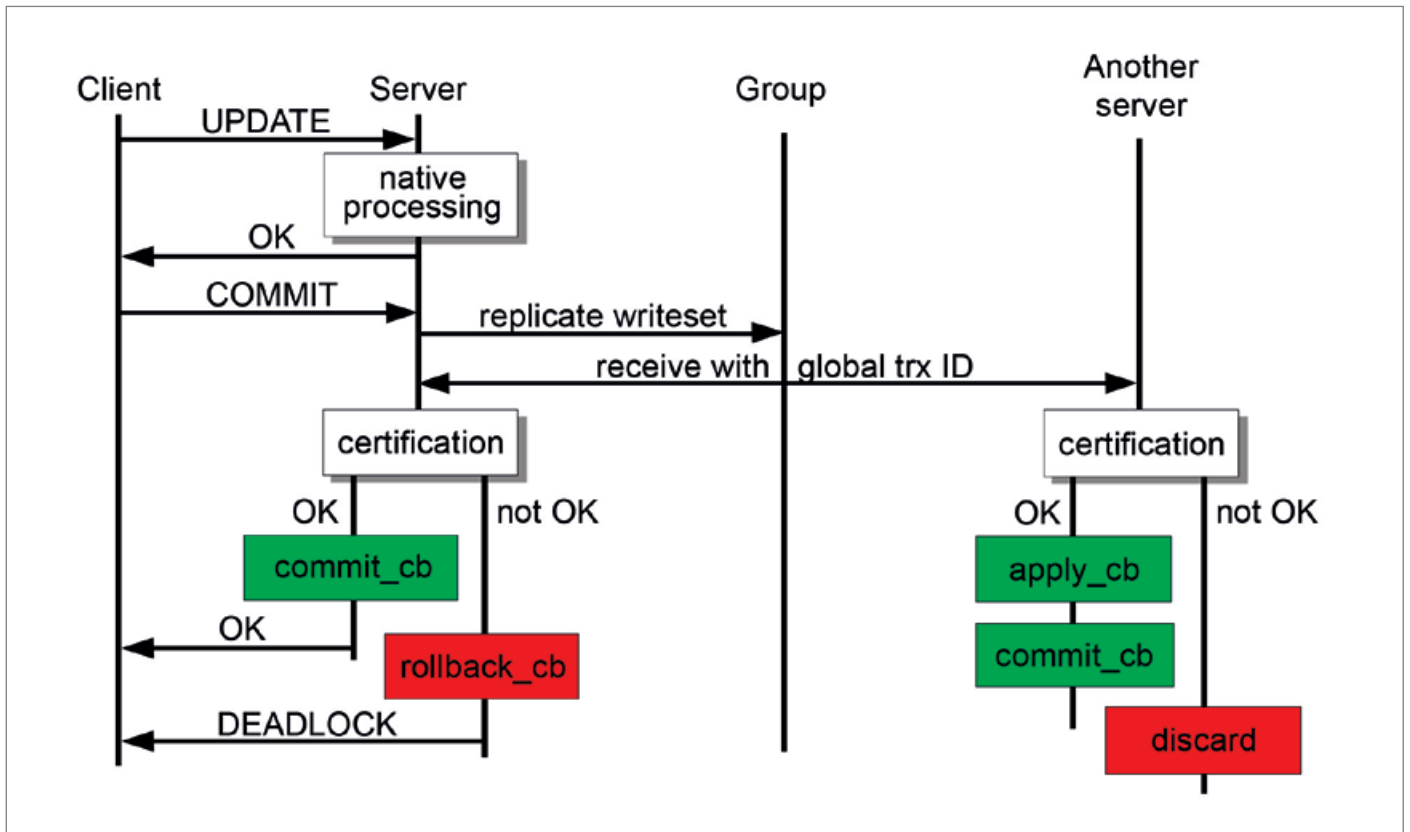 Client
Server
Group
Another
server
UPDATE
native
processing
OK
COMMIT
replicate writeset
receive with global trx ID
certification
certification
OK
not OK
OK
not OK
commit_cb
apply_cb
OK
rollback_cb
commit_cb
DEADLOCK
discard